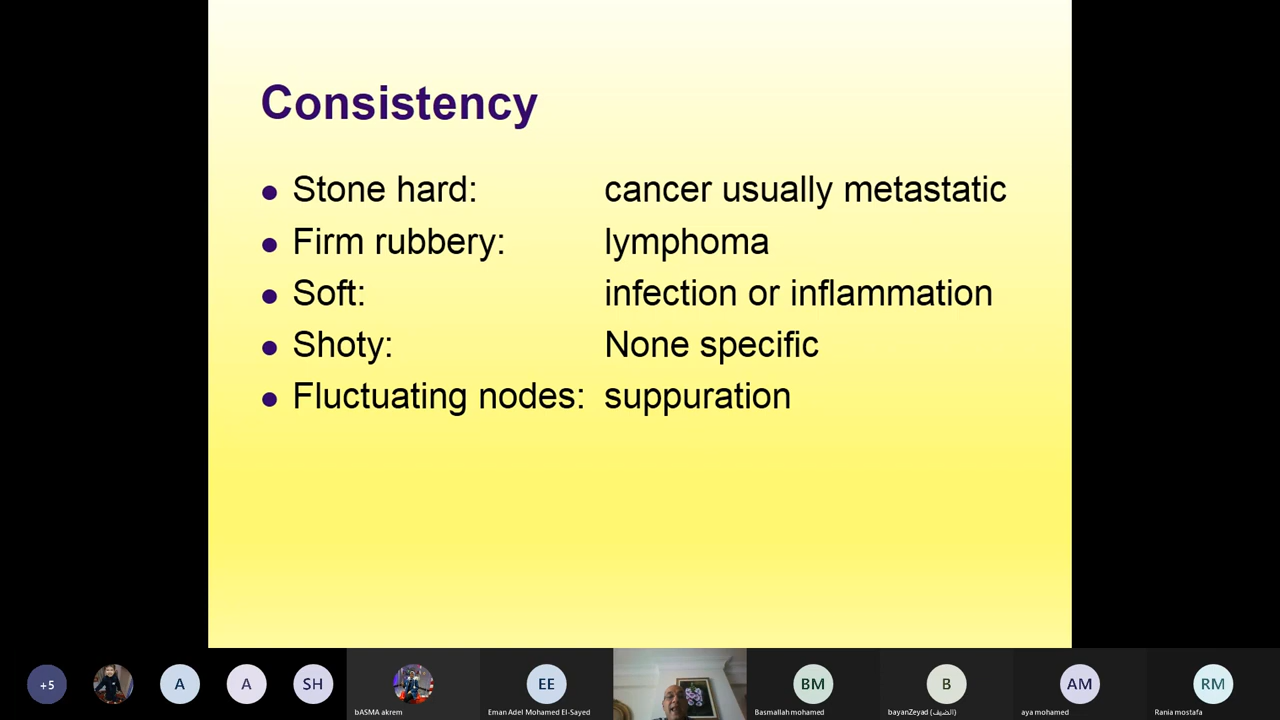 Consistency
Stone hard: cancer usually metastatic
Firm rubbery: lymphoma
Soft: infection or inflammation
Shoty: None specific
Fluctuating nodes: suppuration
+5
A
A
SH
bASMA akrem
EE
Eman Adel Mohamed El-Sayed
BM
Basmallah mohamed
B
bayanZeyad (الضيف)
AM
aya mohamed
RM
Rania mostafa